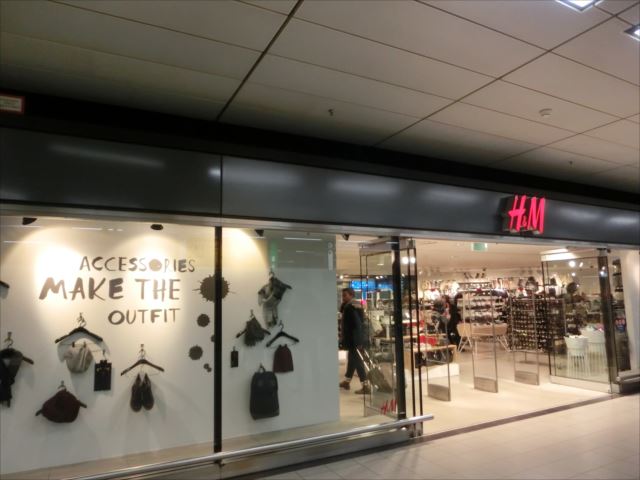 ACCESSORIES
MAKE THE
OUTFIT
H&M
H&M